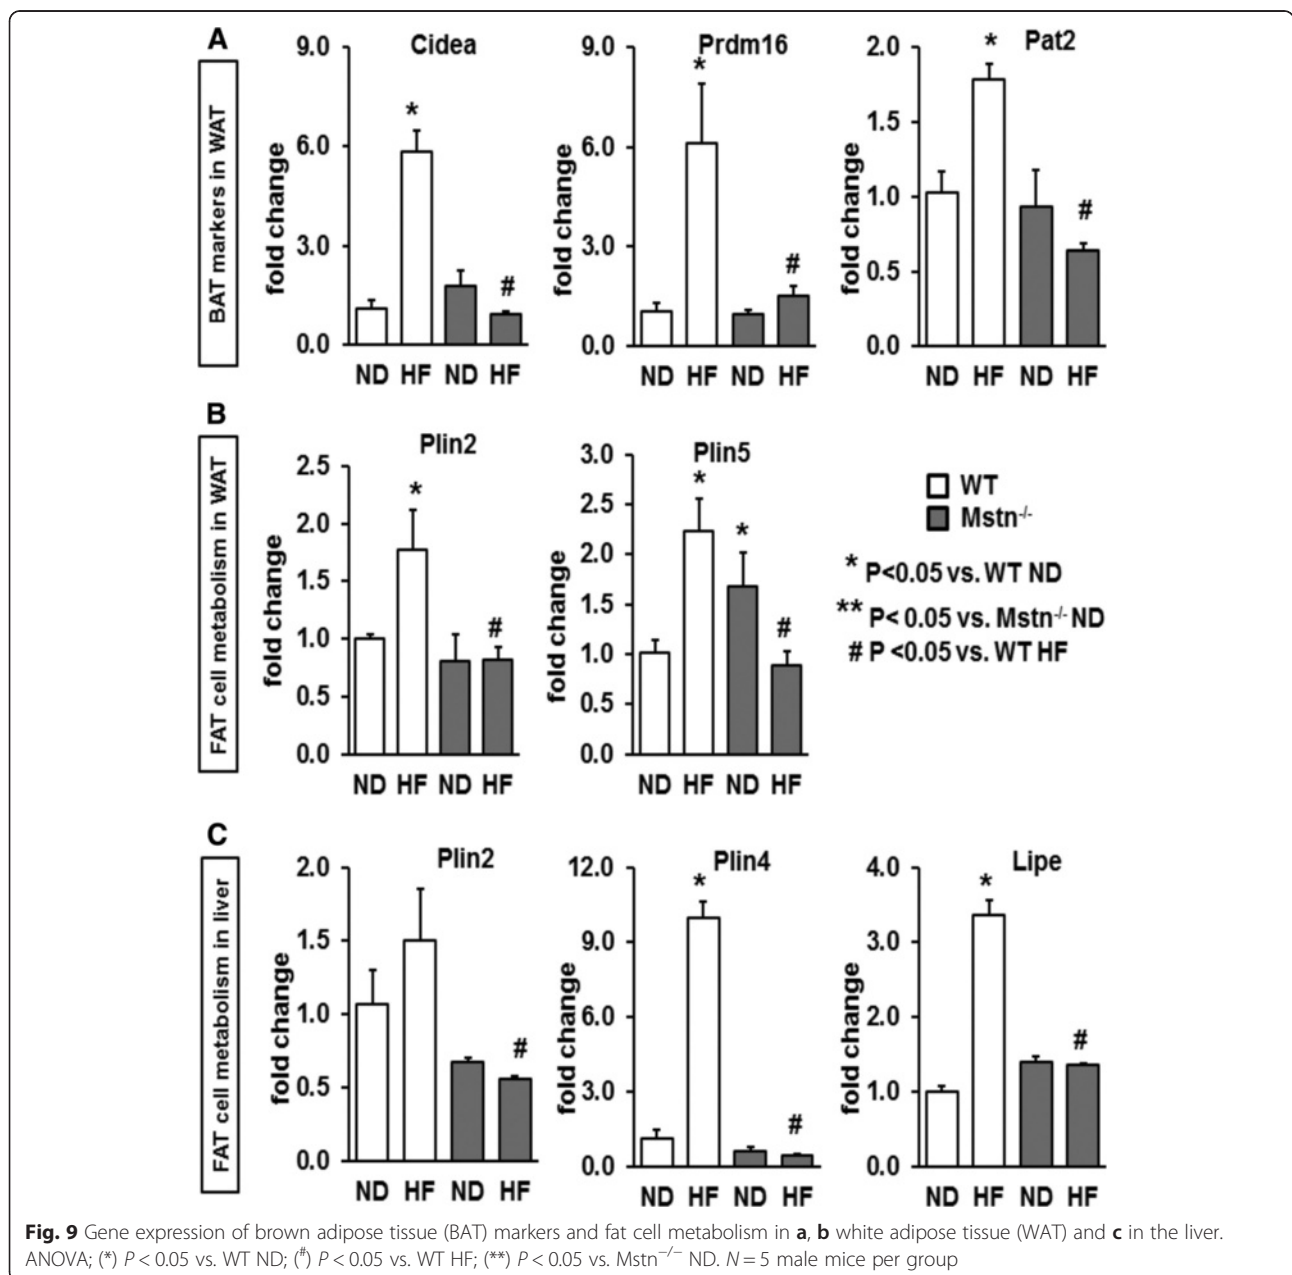 A
BAT markers in WAT
Cidea
fold change
9.0
6.0
3.0
0.0
*
#
ND HF ND HF
Prdm16
fold change
9.0
6.0
3.0
0.0
*
#
ND HF ND HF
Pat2
fold change
2.0
1.5
1.0
0.5
0.0
*
#
ND HF ND HF
B
FAT cell metabolism in WAT
Plin2
fold change
2.5
2.0
1.5
1.0
0.5
0.0
*
#
ND HF ND HF
Plin5
fold change
3.0
2.5
2.0
1.5
1.0
0.5
0.0
*
*
#
ND HF ND HF
WT
Mstn-/-
* P<0.05 vs. WT ND
** P< 0.05 vs. Mstn-/- ND
# P <0.05 vs. WT HF
C
FAT cell metabolism in liver
Plin2
fold change
2.0
1.5
1.0
0.5
0.0
#
ND HF ND HF
Plin4
fold change
12.0
9.0
6.0
3.0
0.0
*
#
ND HF ND HF
Lipe
fold change
4.0
3.0
2.0
1.0
0.0
*
#
ND HF ND HF
Fig. 9 Gene expression of brown adipose tissue (BAT) markers and fat cell metabolism in a, b white adipose tissue (WAT) and c in the liver.
ANOVA; (*) P < 0.05 vs. WT ND; (#) P < 0.05 vs. WT HF; (**) P < 0.05 vs. Mstn−/− ND. N = 5 male mice per group